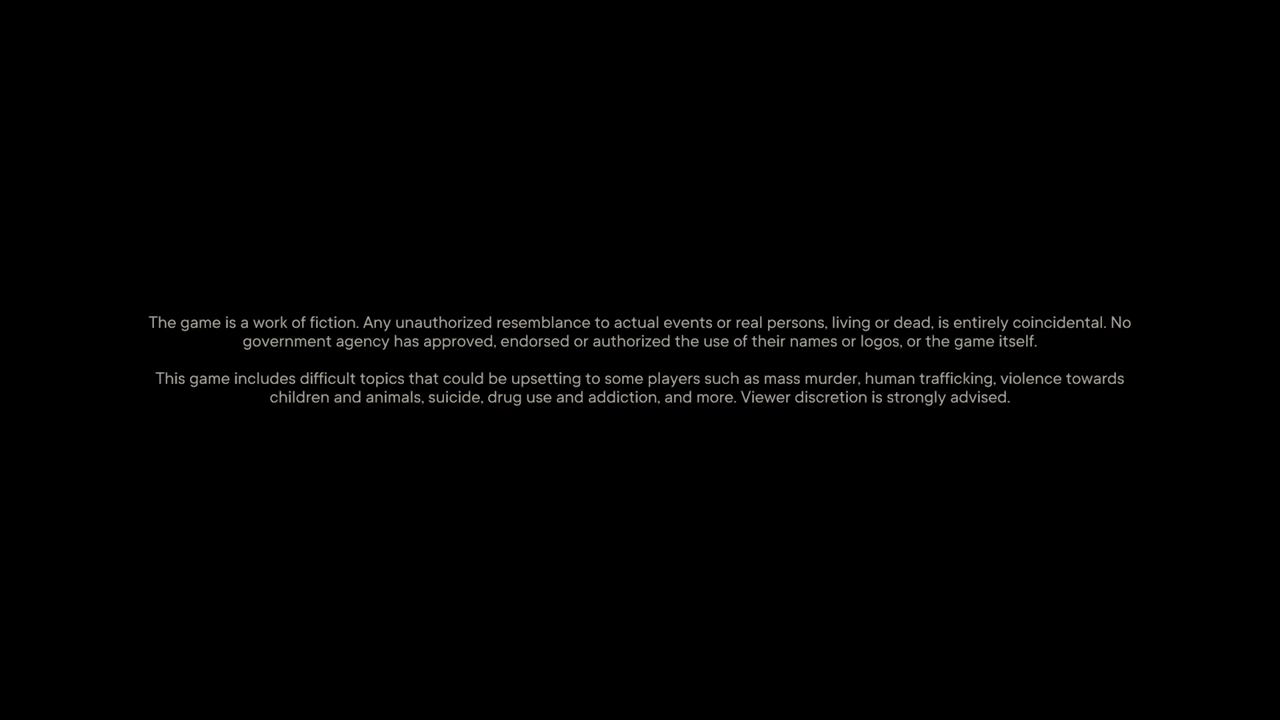 The game is a work of fiction. Any unauthorized resemblance to actual events or real persons, living or dead, is entirely coincidental. No
government agency has approved, endorsed or authorized the use of their names or logos, or the game itself.
This game includes difficult topics that could be upsetting to some players such as mass murder, human trafficking, violence towards
children and animals, suicide, drug use and addiction, and more. Viewer discretion is strongly advised.